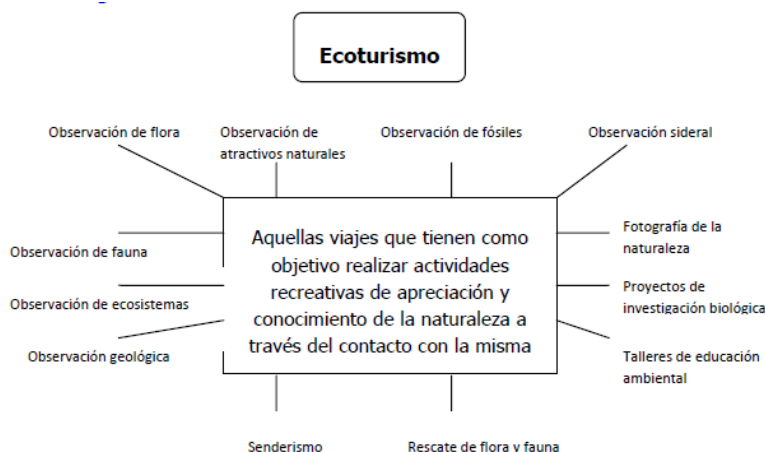 Ecoturismo
Observación de flora
Observación de
atractivos naturales
Observación de fósiles
Observación sideral
Observación de fauna
Observación de ecosistemas
Observación geológica
Aquellas viajes que tienen como
objetivo realizar actividades
recreativas de apreciación y
conocimiento de la naturaleza a
través del contacto con la misma
Fotografía de la
naturaleza
Proyectos de
investigación biológica
Talleres de educación
ambiental
Senderismo
Rescate de flora y fauna